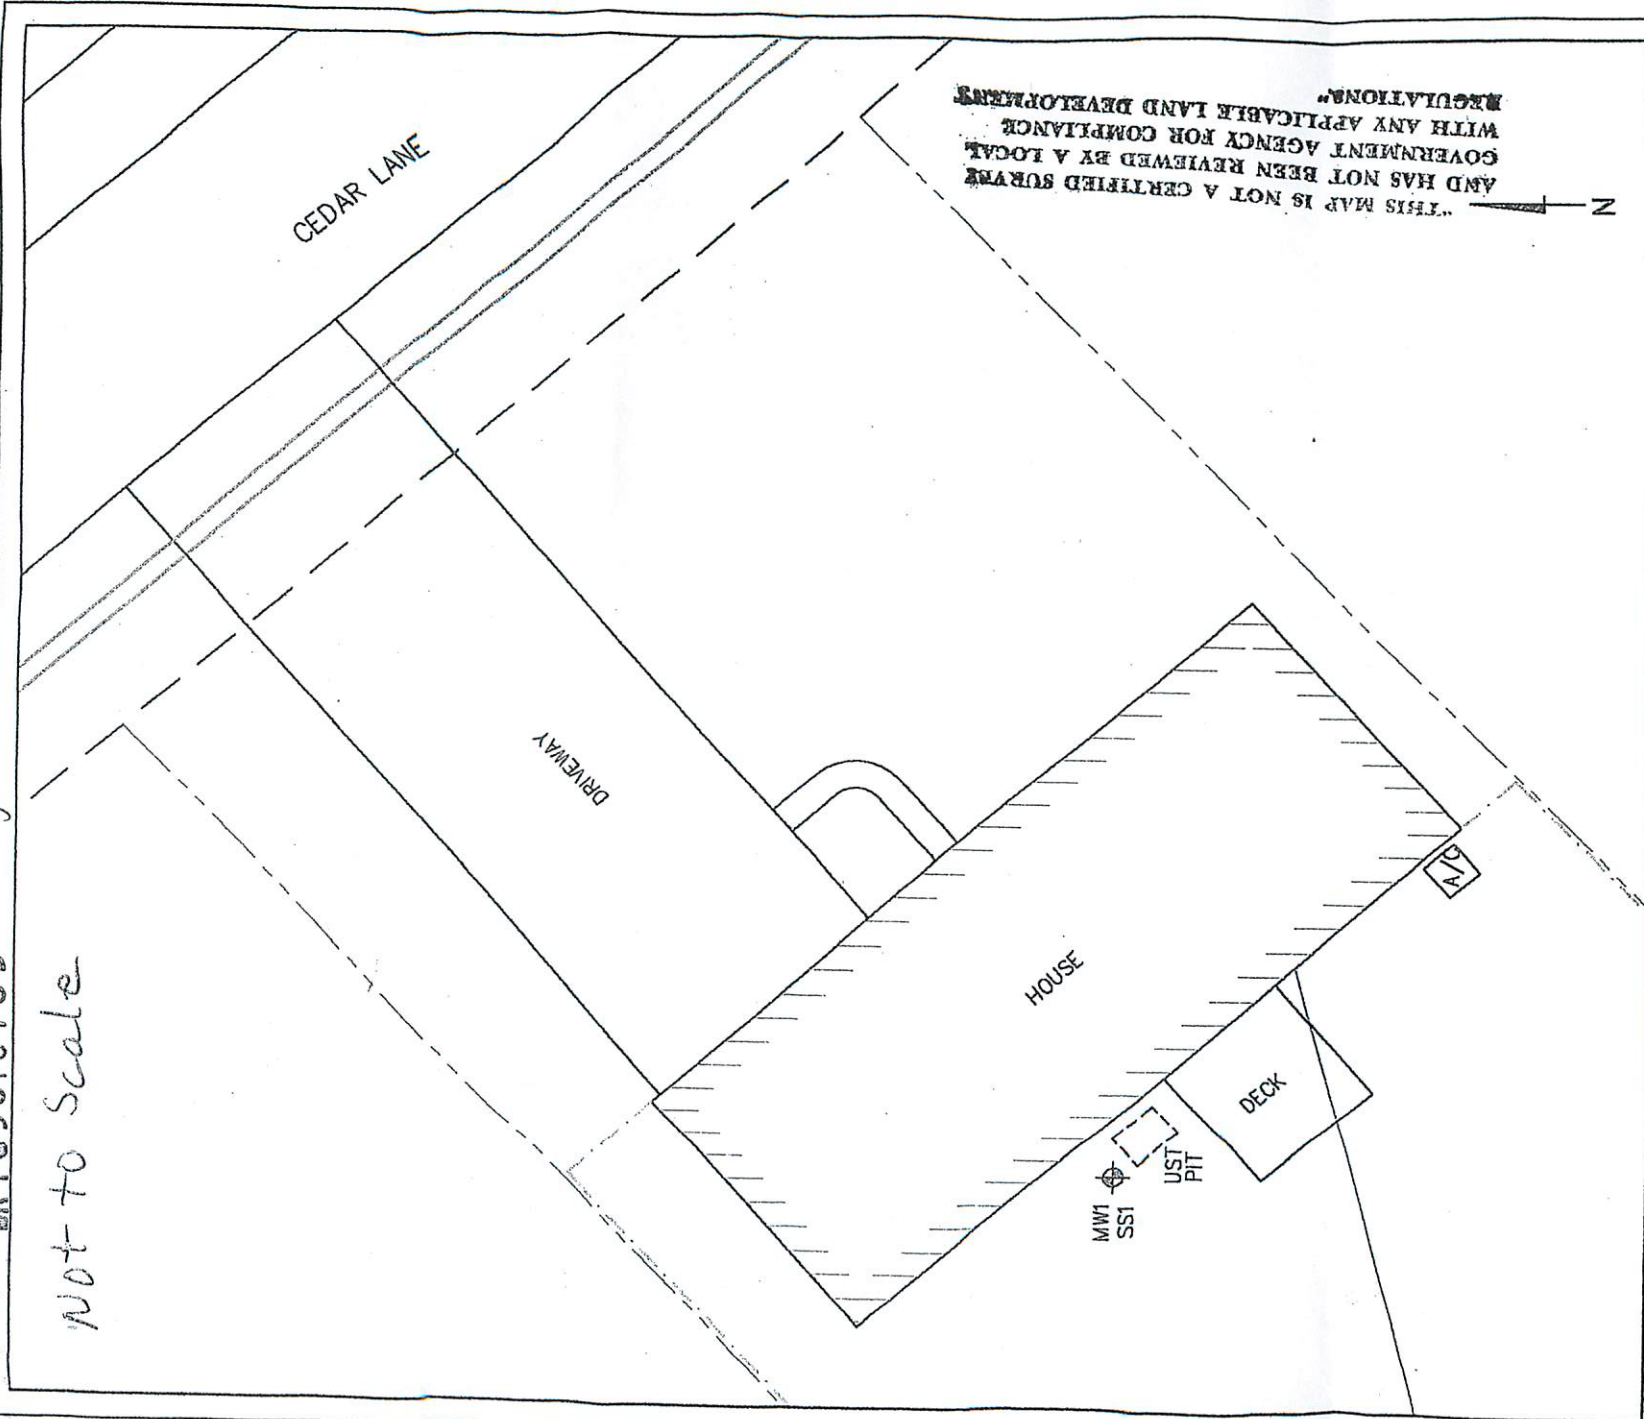 Not to Scale
CEDAR LANE
"THIS MAP IS NOT A CERTIFIED SURVEY
AND HAS NOT BEEN REVIEWED BY A LOCAL
GOVERNMENT AGENCY FOR COMPLIANCE
WITH ANY APPLICABLE LAND DEVELOPMENT
REGULATIONS"
N
DRIVEWAY
HOUSE
A/C
DECK
UST
PIT
MW1
SS1